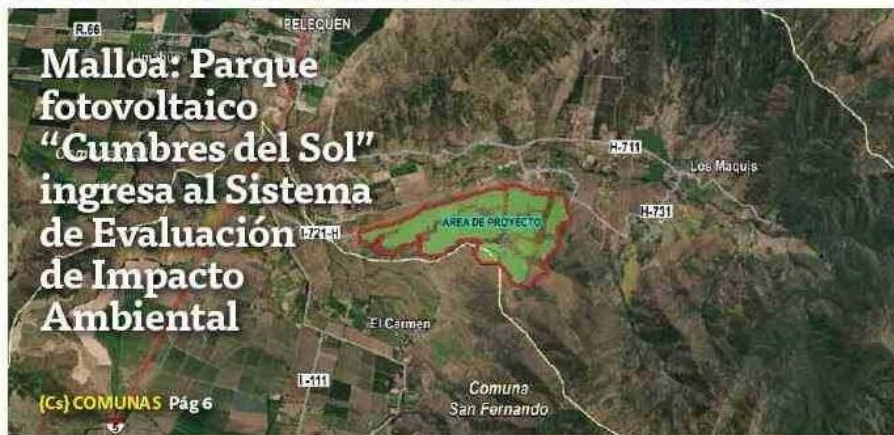 R.66
PELEQUEN
Malloa: Parque
fotovoltaico
“Cumbres del Sol”
ingresa al Sistema
de Evaluación
de Impacto
Ambiental
H-711
Los Maquis
H-731
AREA DE PROYECTO
I-721-H
El Carmen
I-111
Comuna
San Fernando
{Cs} COMUNAS Pág 6
5